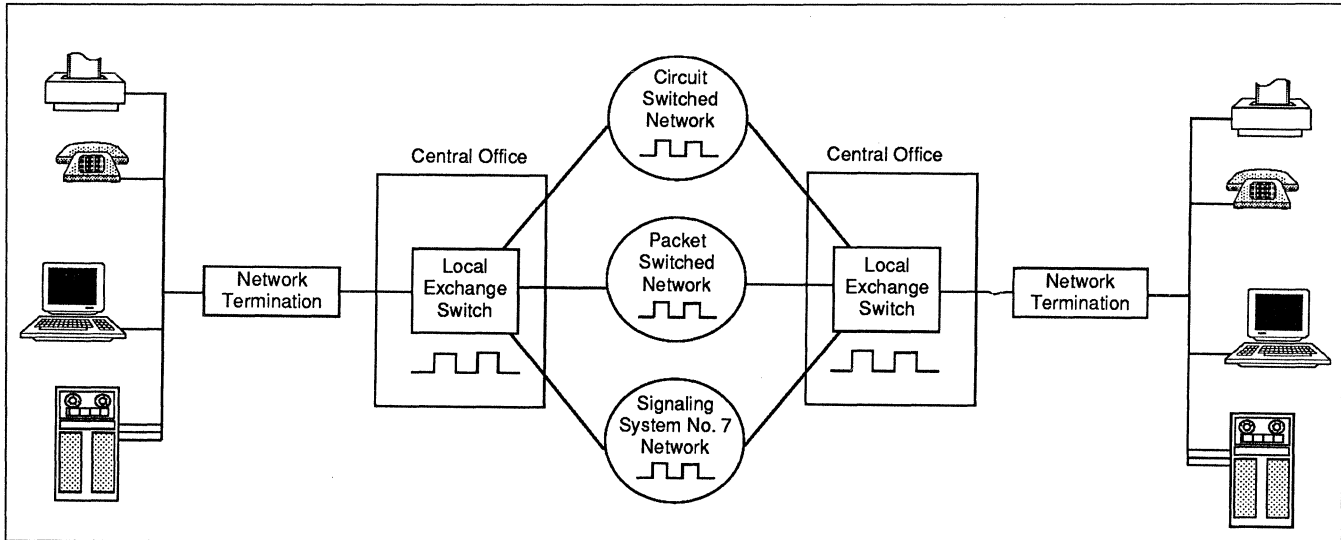 Circuit
Switched
Network
Central Office
Central Office
Packet
Switched
Network
Local
Exchange
Switch
Local
Exchange
Switch
Network
Termination
Network
Termination
Signaling
System No. 7
Network